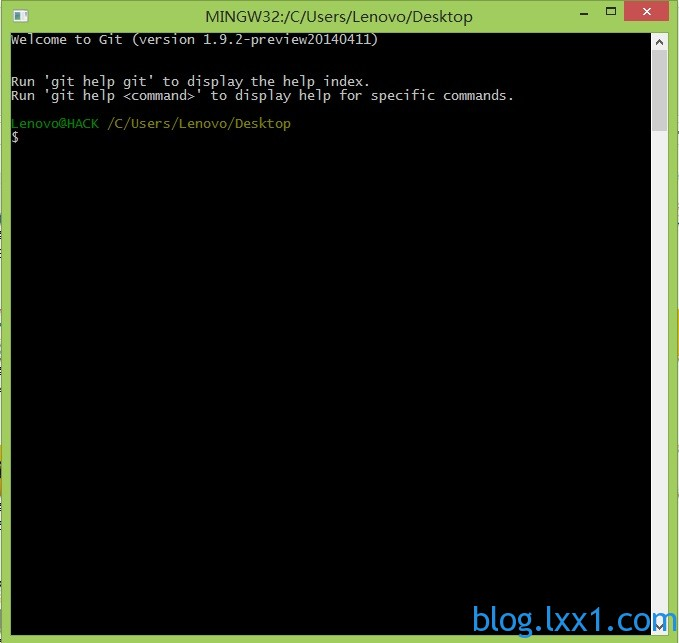 MINGW32:/C/Users/Lenovo/Desktop
Welcome to Git (version 1.9.2-preview20140411)
Run 'git help git' to display the help index.
Run 'git help <command>' to display help for specific commands.
Lenovo@HACK /C/Users/Lenovo/Desktop
$
blog.lxx1.com